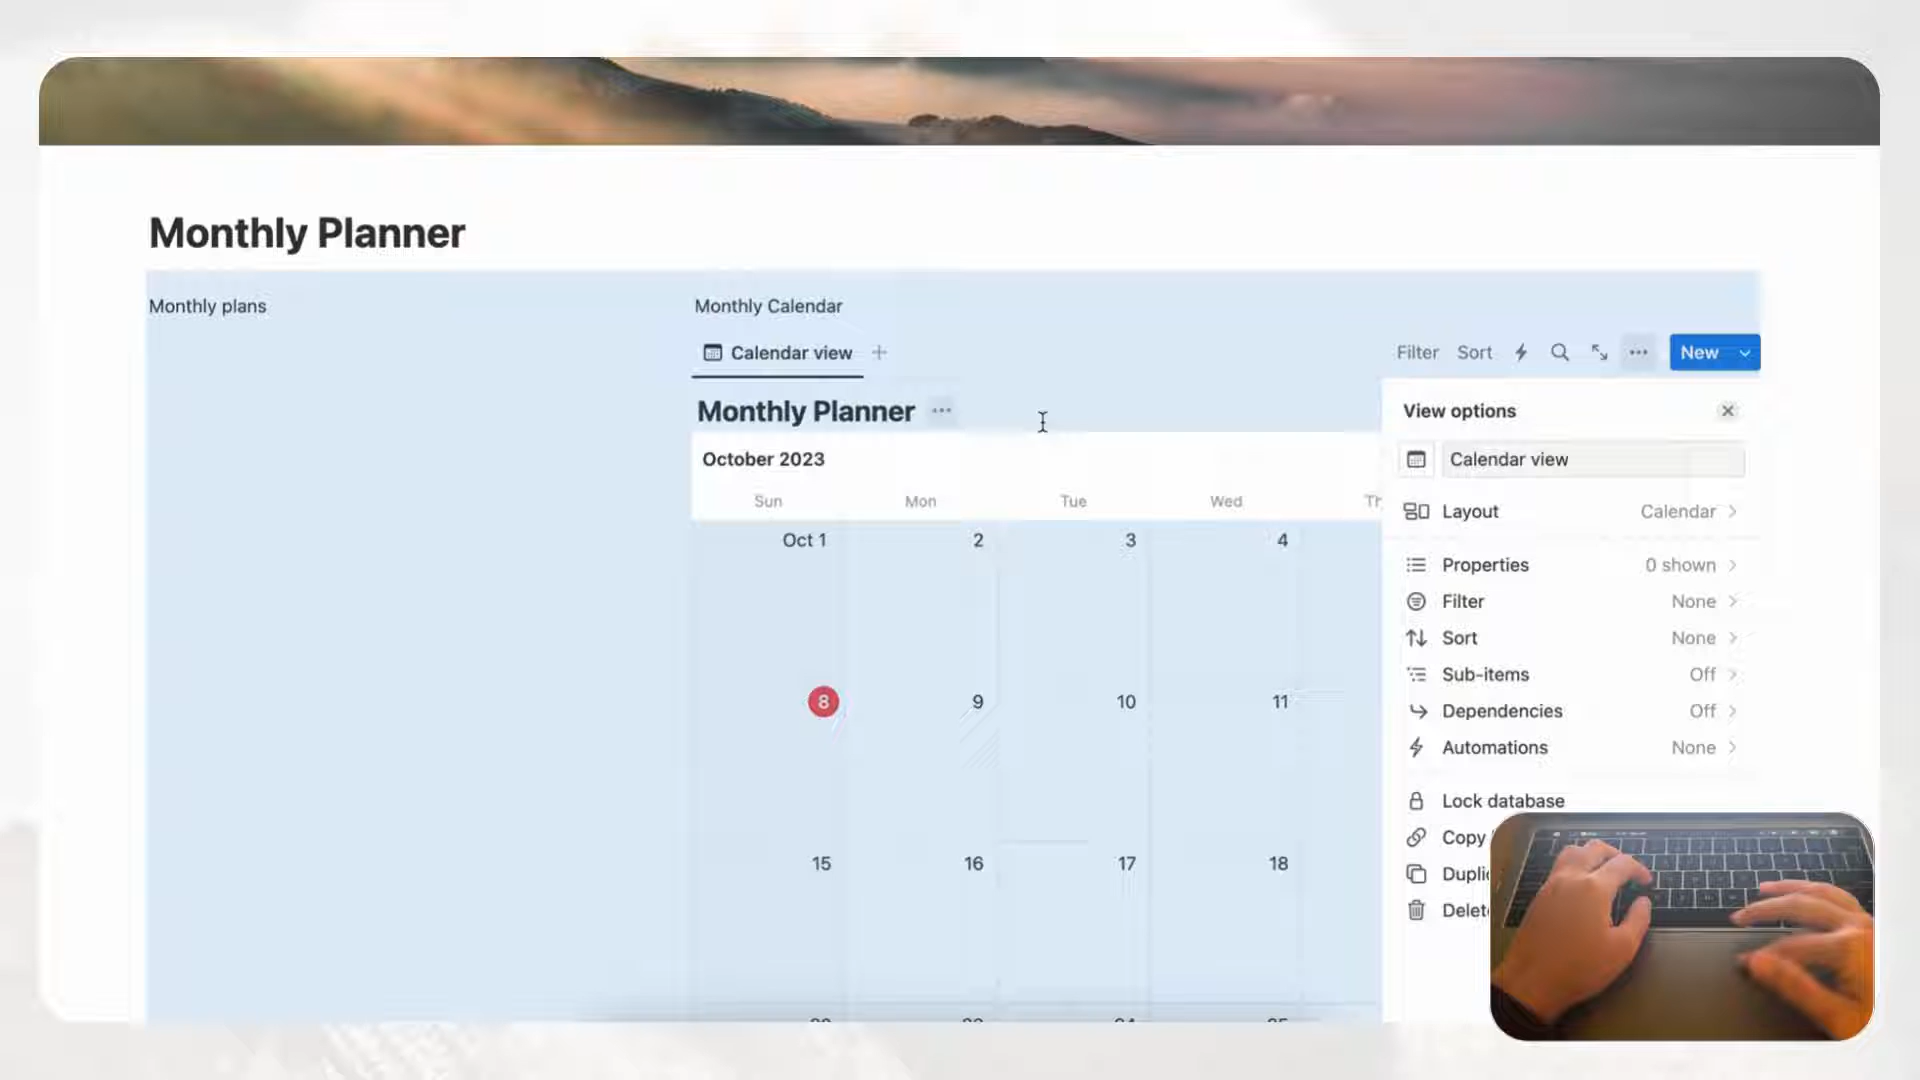 Monthly Planner
Monthly plans
Monthly Calendar
Calendar view
Filter Sort New
Monthly Planner
View options
October 2023
Calendar view
Sun Mon Tue Wed
Layout Calendar
Oct 1 2 3 4
Properties 0 shown
Filter None
Sort None
Sub-items Off
8 9 10 11
Dependencies Off
Automations None
Lock database
Copy
15 16 17 18